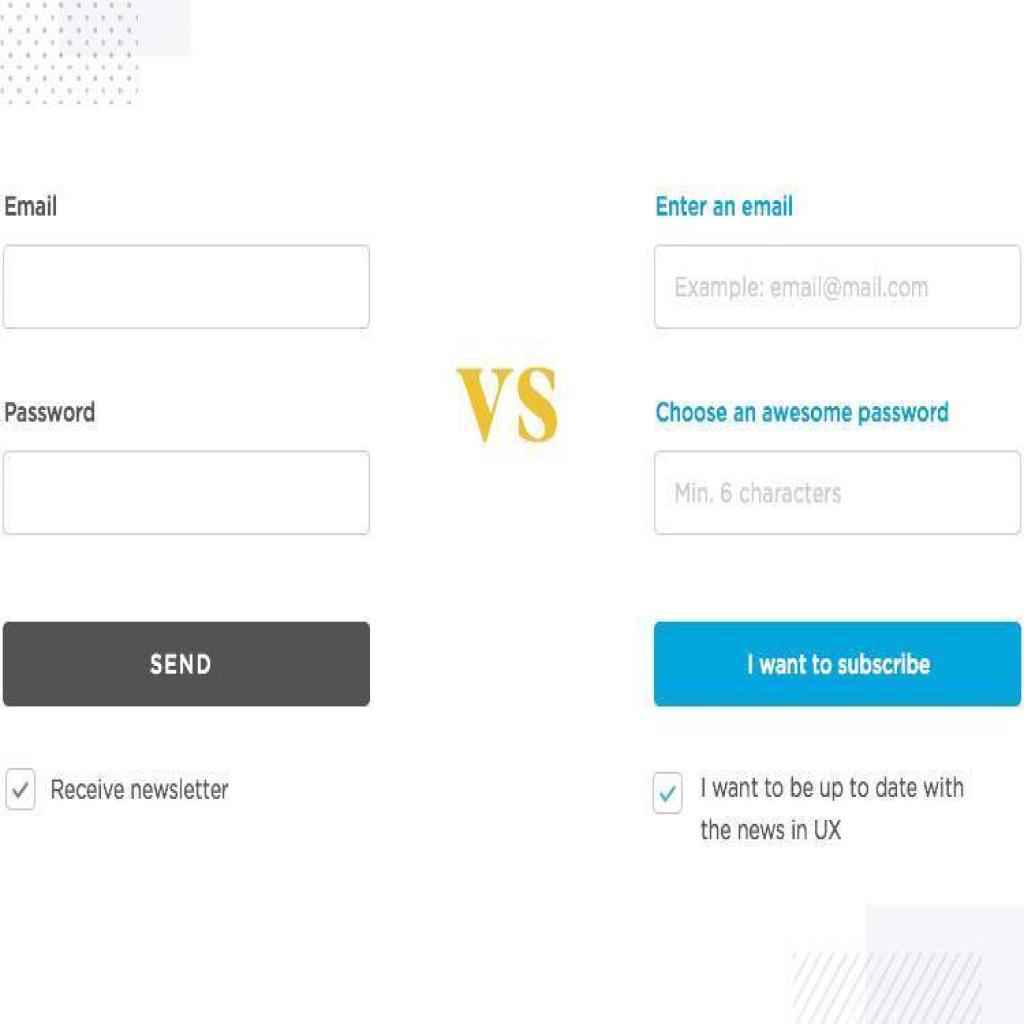 Email
Password
SEND
Receive newsletter
VS
Enter an email
Example: email@mail.com
Choose an awesome password
Min. 6 characters
I want to subscribe
I want to be up to date with
the news in UX